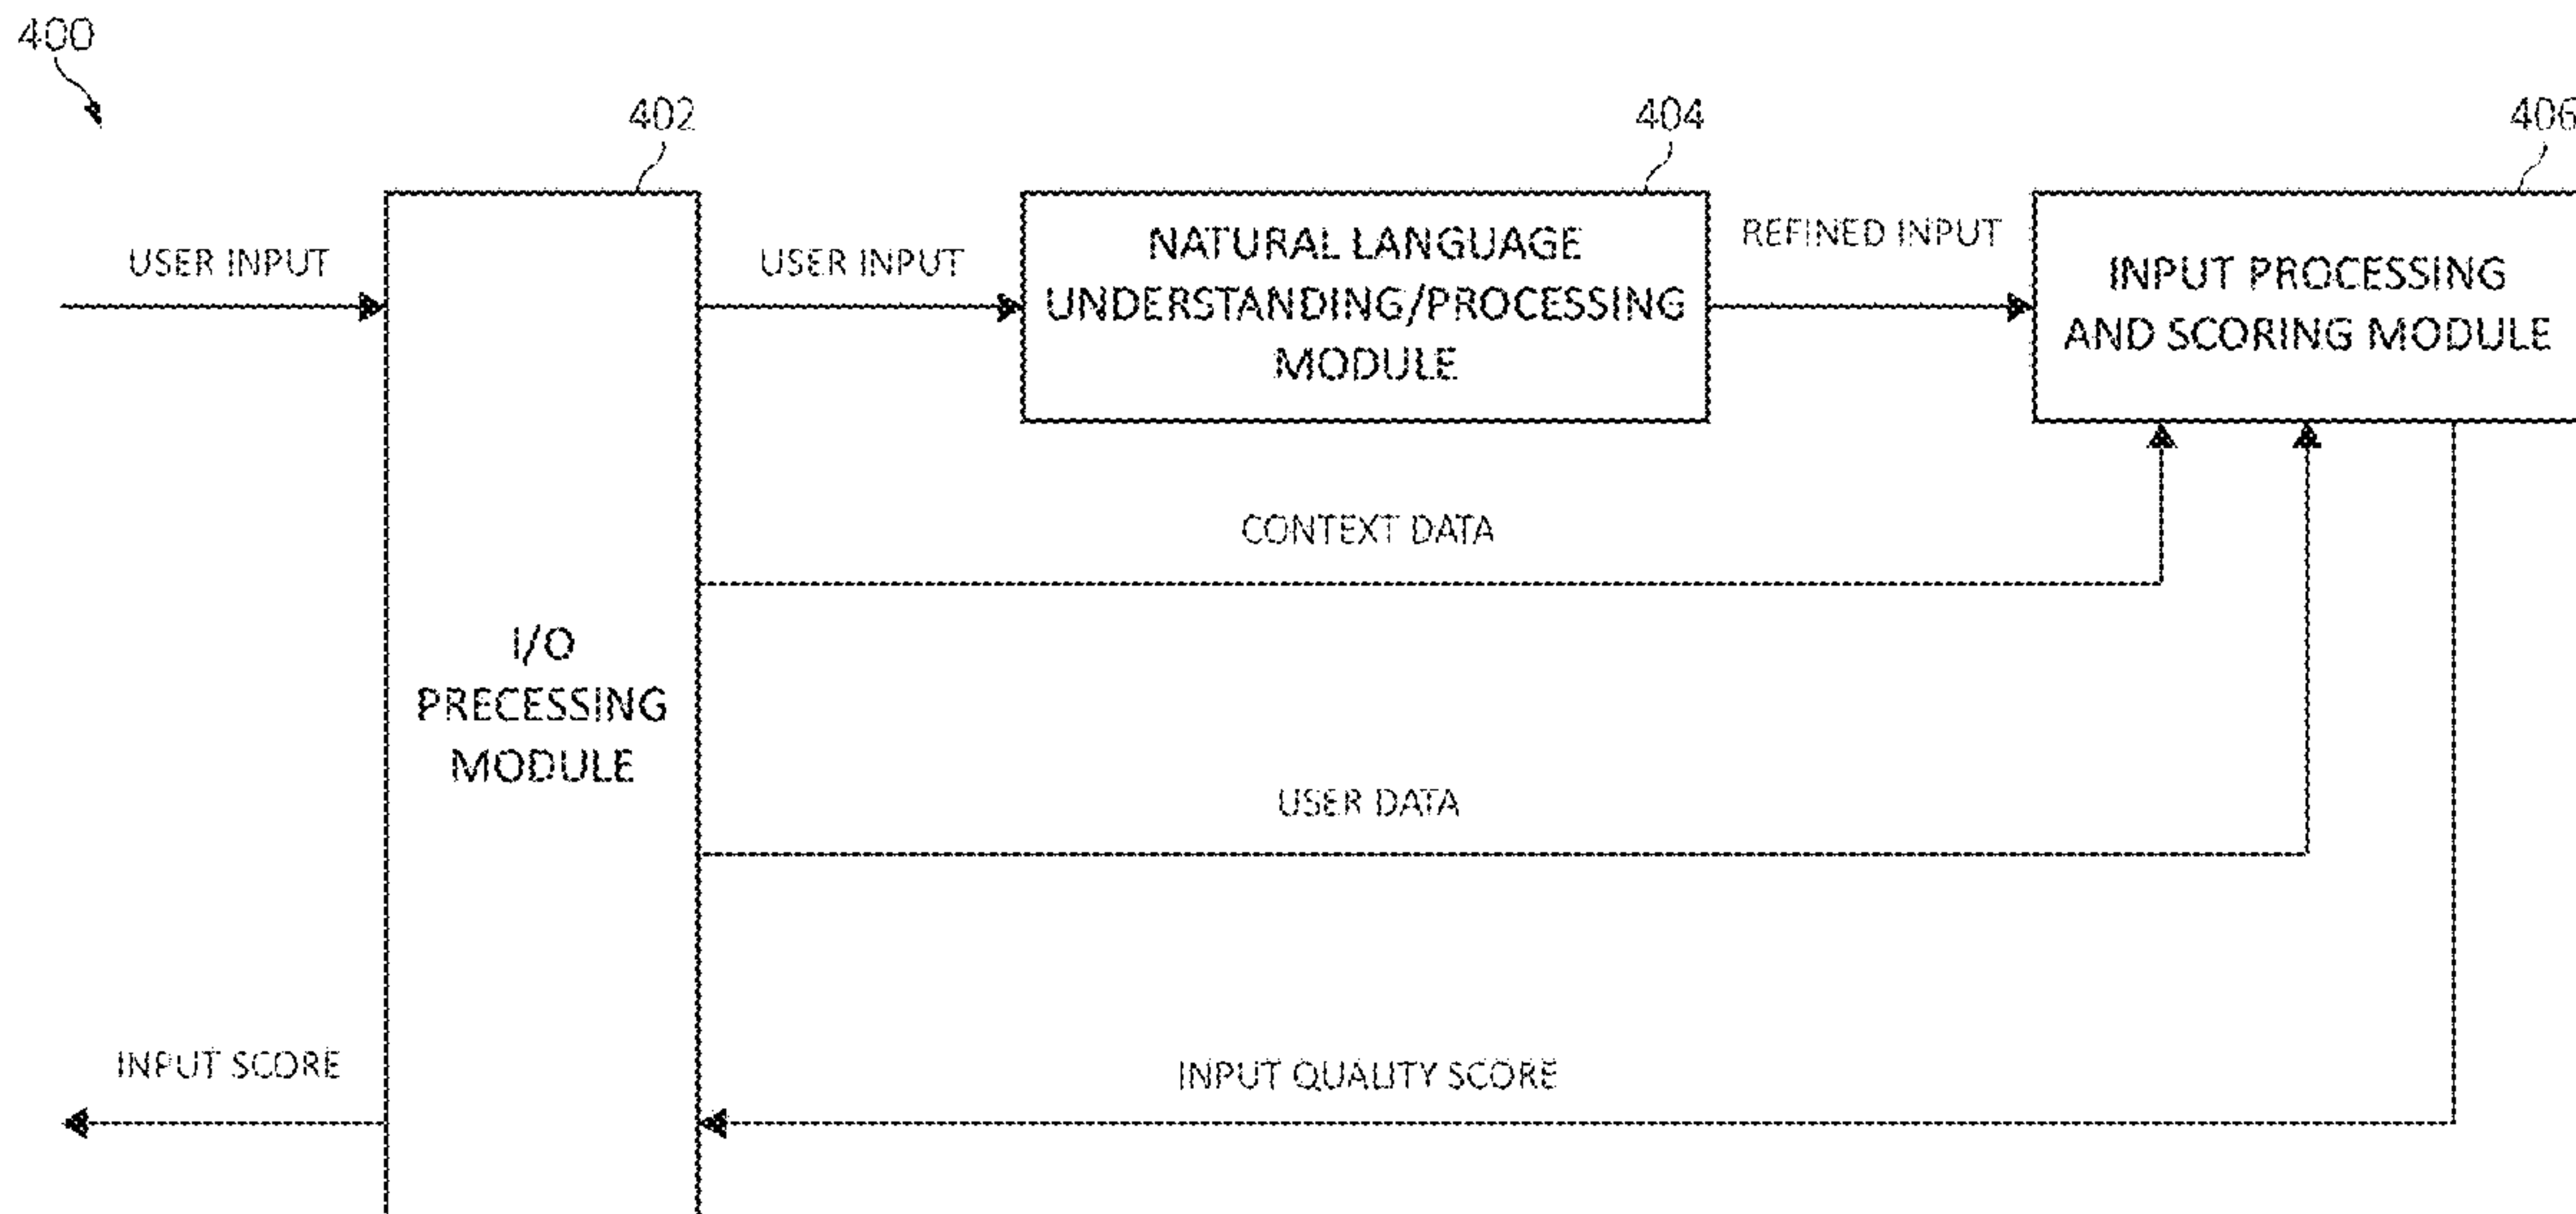 400
402
404
406
USER INPUT
USER INPUT
NATURAL LANGUAGE
UNDERSTANDING/PROCESSING
MODULE
REFINED INPUT
INPUT PROCESSING
AND SCORING MODULE
CONTEXT DATA
I/O
PRECESSING
MODULE
USER DATA
INPUT SCORE
INPUT QUALITY SCORE